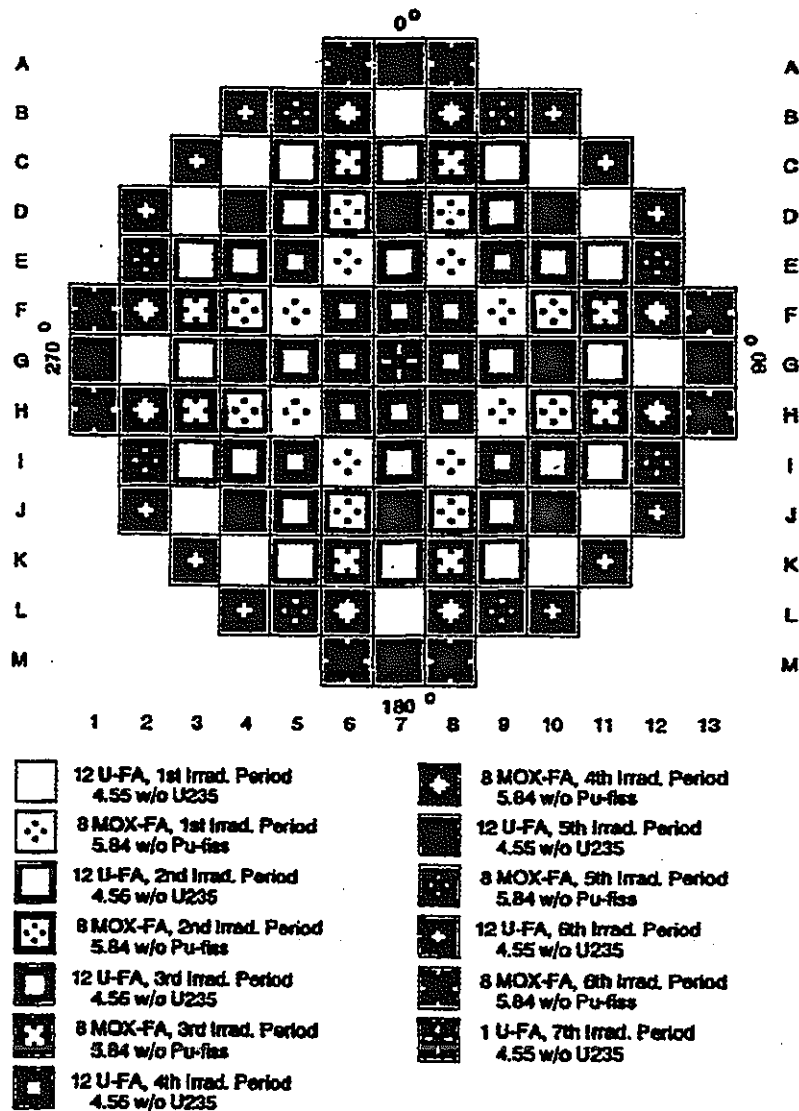 0°
A A
B B
C C
D D
E E
F F
270° G G 90°
H H
I I
J J
K K
L L
M M
180°
1 2 3 4 5 6 7 8 9 10 11 12 13
12 U-FA, 1st Irrad. Period
4.55 w/o U235
8 MOX-FA, 1st Irrad. Period
5.84 w/o Pu-fiss
12 U-FA, 2nd Irrad. Period
4.56 w/o U235
8 MOX-FA, 2nd Irrad. Period
5.84 w/o Pu-fiss
12 U-FA, 3rd Irrad. Period
4.56 w/o U235
8 MOX-FA, 3rd Irrad. Period
5.84 w/o Pu-fiss
12 U-FA, 4th Irrad. Period
4.56 w/o U235
8 MOX-FA, 4th Irrad. Period
5.84 w/o Pu-fiss
12 U-FA, 5th Irrad. Period
4.55 w/o U235
8 MOX-FA, 5th Irrad. Period
5.84 w/o Pu-fiss
12 U-FA, 6th Irrad. Period
4.55 w/o U235
8 MOX-FA, 6th Irrad. Period
5.84 w/o Pu-fiss
1 U-FA, 7th Irrad. Period
4.55 w/o U235